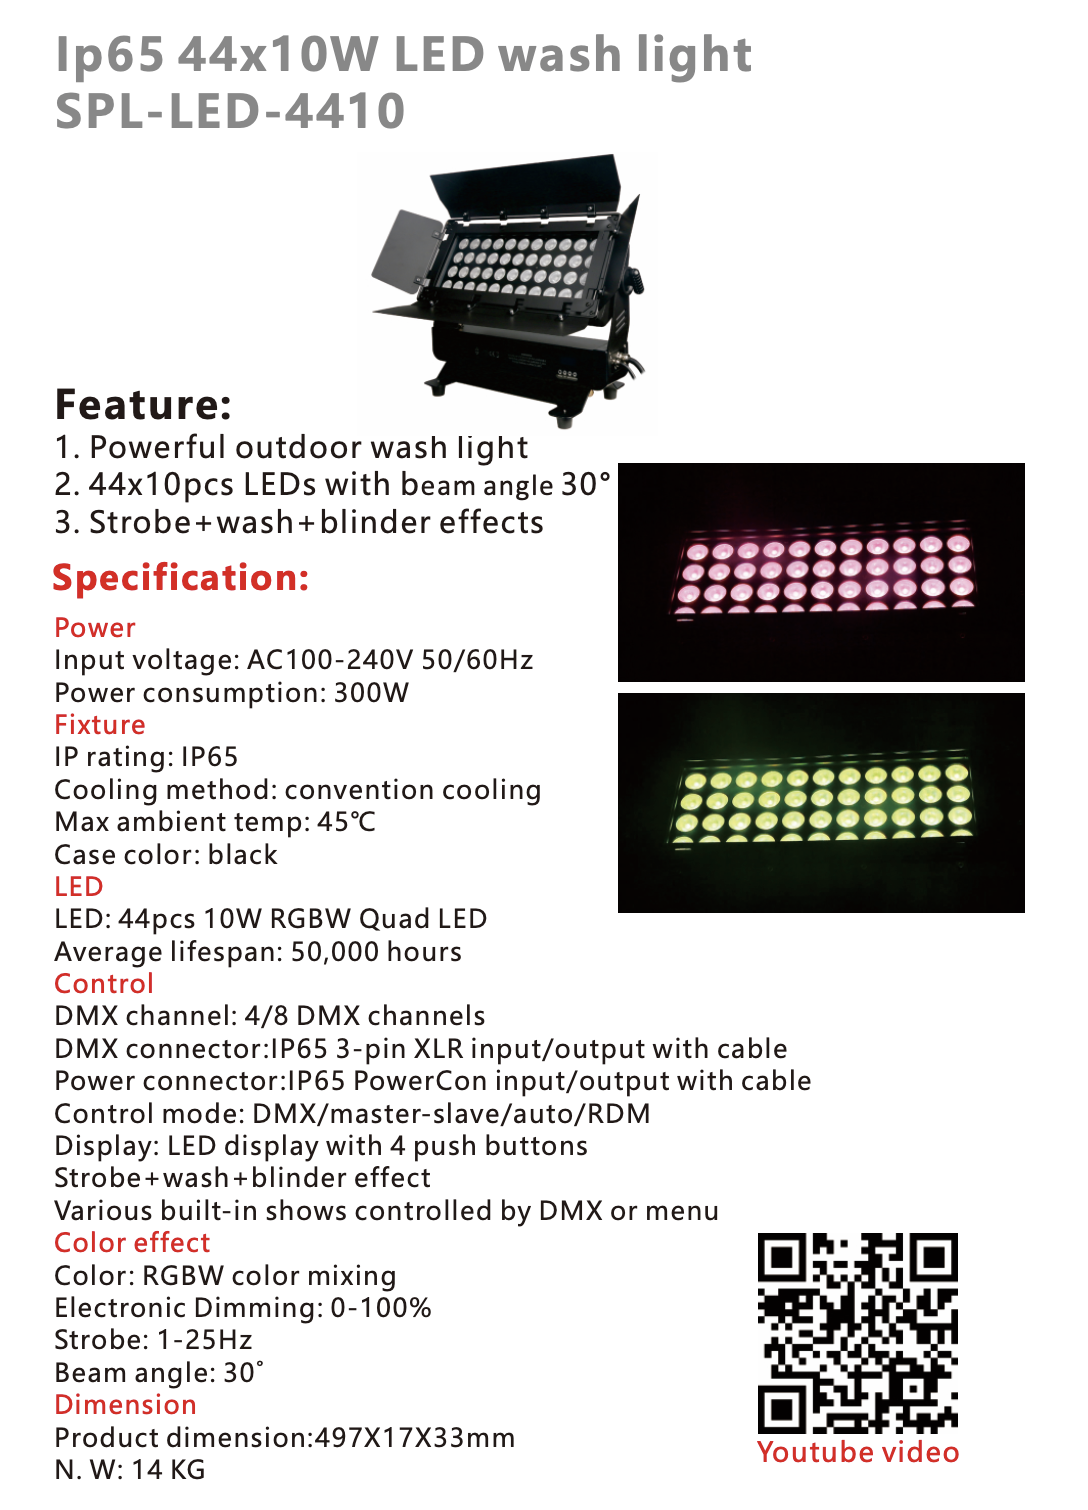 Ip65 44x10W LED wash light
SPL-LED-4410
Feature:
1. Powerful outdoor wash light
2. 44x10pcs LEDs with beam angle 30°
3. Strobe+wash+blinder effects
Specification:
Power
Input voltage: AC100-240V 50/60Hz
Power consumption: 300W
Fixture
IP rating: IP65
Cooling method: convention cooling
Max ambient temp: 45℃
Case color: black
LED
LED: 44pcs 10W RGBW Quad LED
Average lifespan: 50,000 hours
Control
DMX channel: 4/8 DMX channels
DMX connector:IP65 3-pin XLR input/output with cable
Power connector:IP65 PowerCon input/output with cable
Control mode: DMX/master-slave/auto/RDM
Display: LED display with 4 push buttons
Strobe+wash+blinder effect
Various built-in shows controlled by DMX or menu
Color effect
Color: RGBW color mixing
Electronic Dimming: 0-100%
Strobe: 1-25Hz
Beam angle: 30°
Dimension
Product dimension:497X17X33mm
N. W: 14 KG
Youtube video